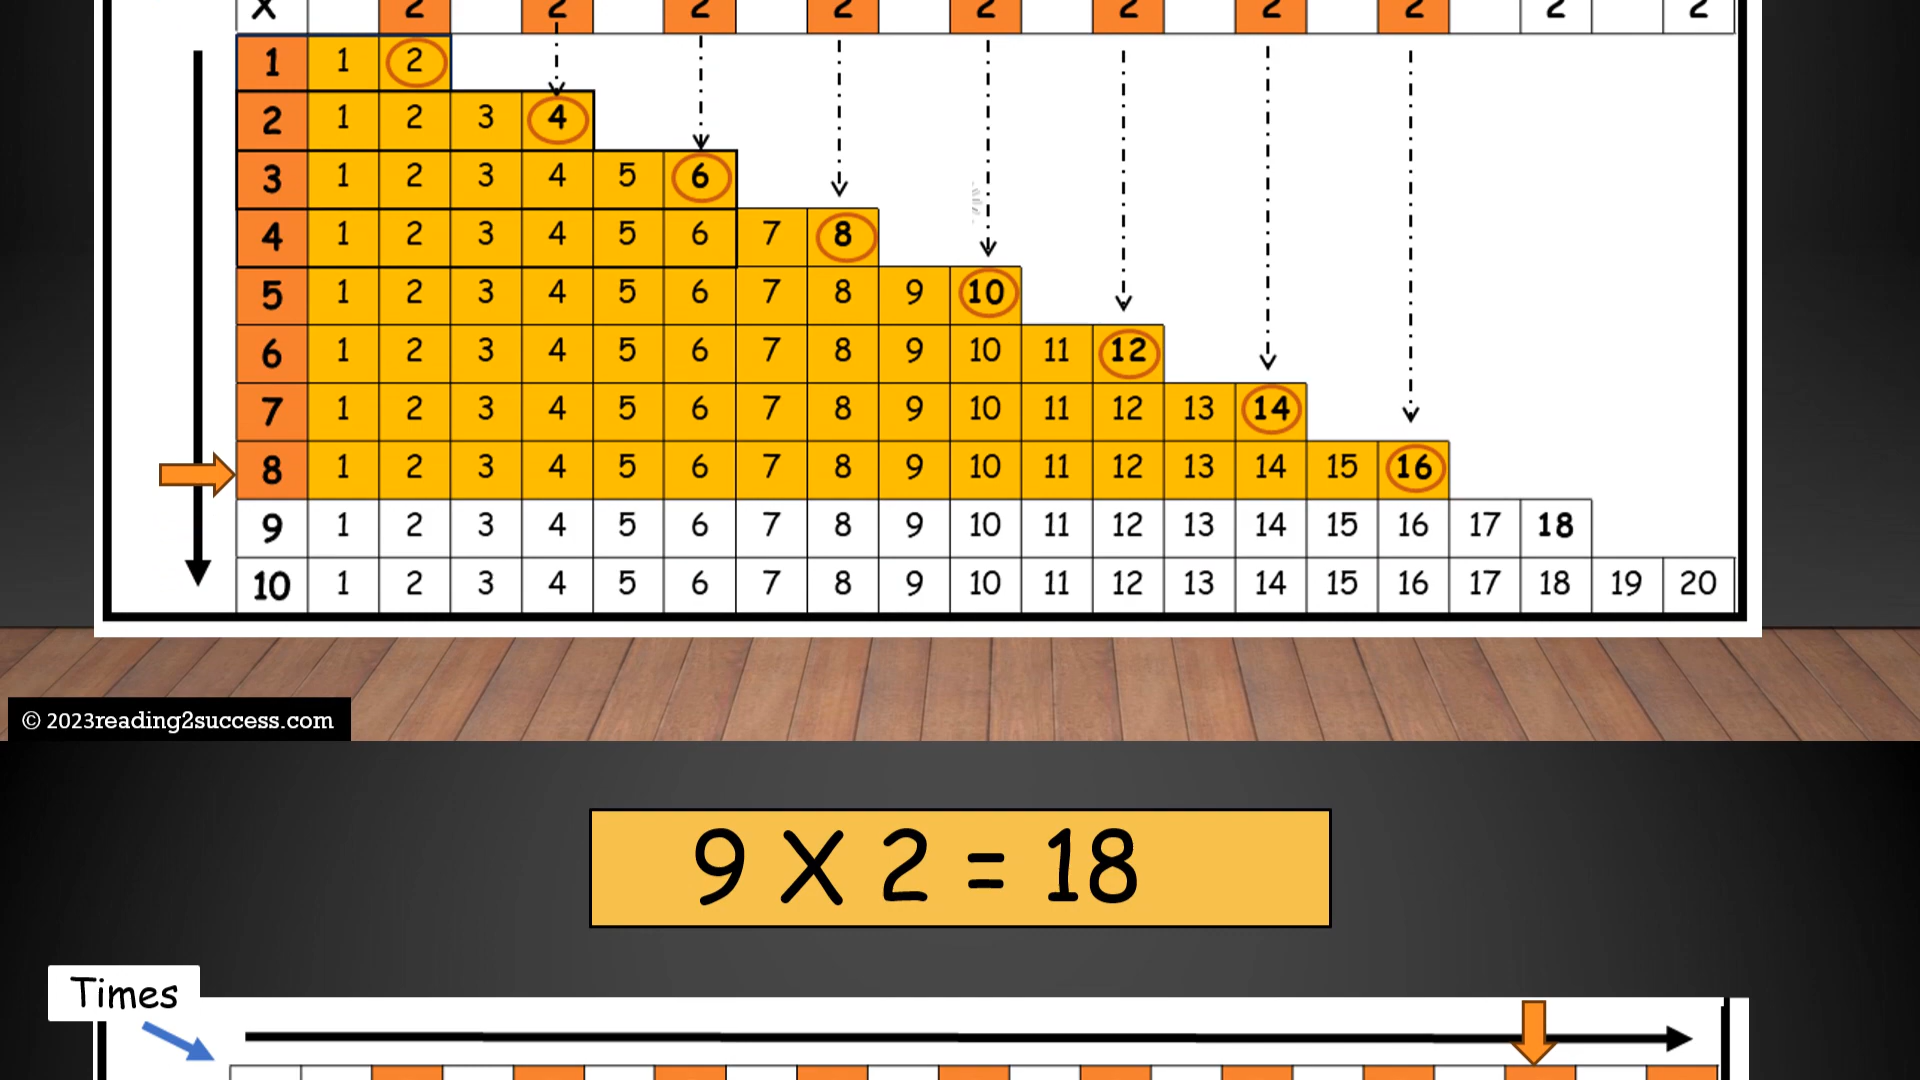 X 2 2 2 2 2 2 2 2 2 2
1 1 2
2 1 2 3 4
3 1 2 3 4 5 6
4 1 2 3 4 5 6 7 8
5 1 2 3 4 5 6 7 8 9 10
6 1 2 3 4 5 6 7 8 9 10 11 12
7 1 2 3 4 5 6 7 8 9 10 11 12 13 14
8 1 2 3 4 5 6 7 8 9 10 11 12 13 14 15 16
9 1 2 3 4 5 6 7 8 9 10 11 12 13 14 15 16 17 18
10 1 2 3 4 5 6 7 8 9 10 11 12 13 14 15 16 17 18 19 20
© 2023reading2success.com
9 X 2 = 18
Times